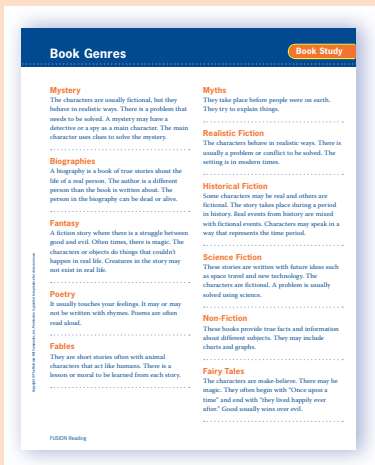 Book Genres
Book Study
Mystery
The characters are usually fictional, but they
behave in realistic ways. There is a problem that
needs to be solved. A mystery may have a
detective or a spy as a main character. The main
character uses clues to solve the mystery.
Biographies
A biography is a book of true stories about the
life of a real person. The author is a different
person than the book is written about. The
person in the biography can be dead or alive.
Fantasy
A fiction story where there is a struggle between
good and evil. Often times, there is magic. The
characters or objects do things that couldn't
happen in real life. Creatures in the story may
not exist in real life.
Poetry
It usually touches your feelings. It may or may
not be written with rhymes. Poems are often
read aloud.
Fables
They are short stories often with animal
characters that act like humans. There is a
lesson or moral to be learned from each story.
Myths
They take place before people were on earth.
They try to explain things.
Realistic Fiction
The characters behave in realistic ways. There is
usually a problem or conflict to be solved. The
setting is in modern times.
Historical Fiction
Some characters may be real and others are
fictional. The story takes place during a period
in history. Real events from history are mixed
with fictional events. Characters may speak in a
way that represents the time period.
Science Fiction
These stories are written with future ideas such
as space travel and new technology. The
characters are fictional. A problem is usually
solved using science.
Non-Fiction
These books provide true facts and information
about different subjects. They may include
charts and graphs.
Fairy Tales
The characters are make-believe. There may be
magic. They often begin with "Once upon a
time" and end with "they lived happily ever
after." Good usually wins over evil.
FUSION Reading